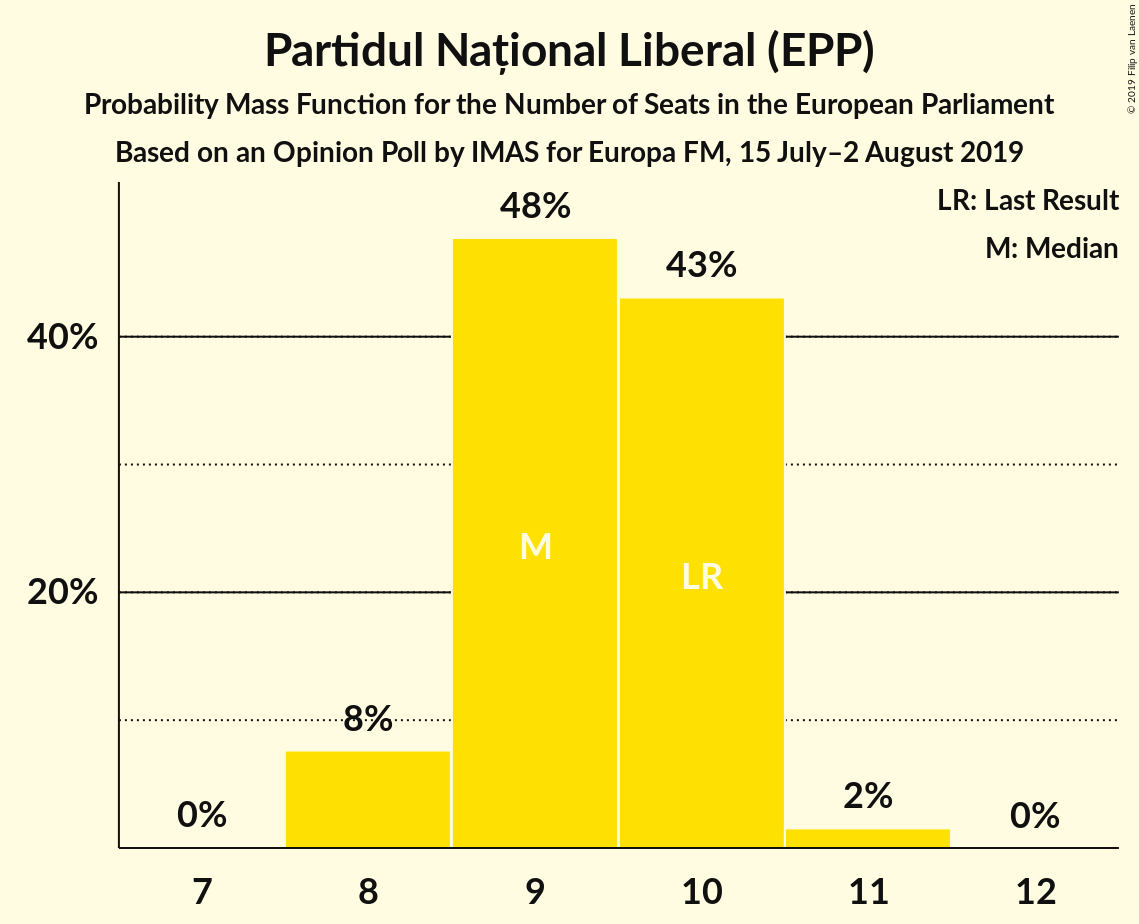 Partidul Național Liberal (EPP)
Probability Mass Function for the Number of Seats in the European Parliament
Based on an Opinion Poll by IMAS for Europa FM, 15 July–2 August 2019
© 2019 Filip van Laenen
LR: Last Result
M: Median
48%
43%
40%
M
LR
20%
8%
2%
0%
0%
7 8 9 10 11 12